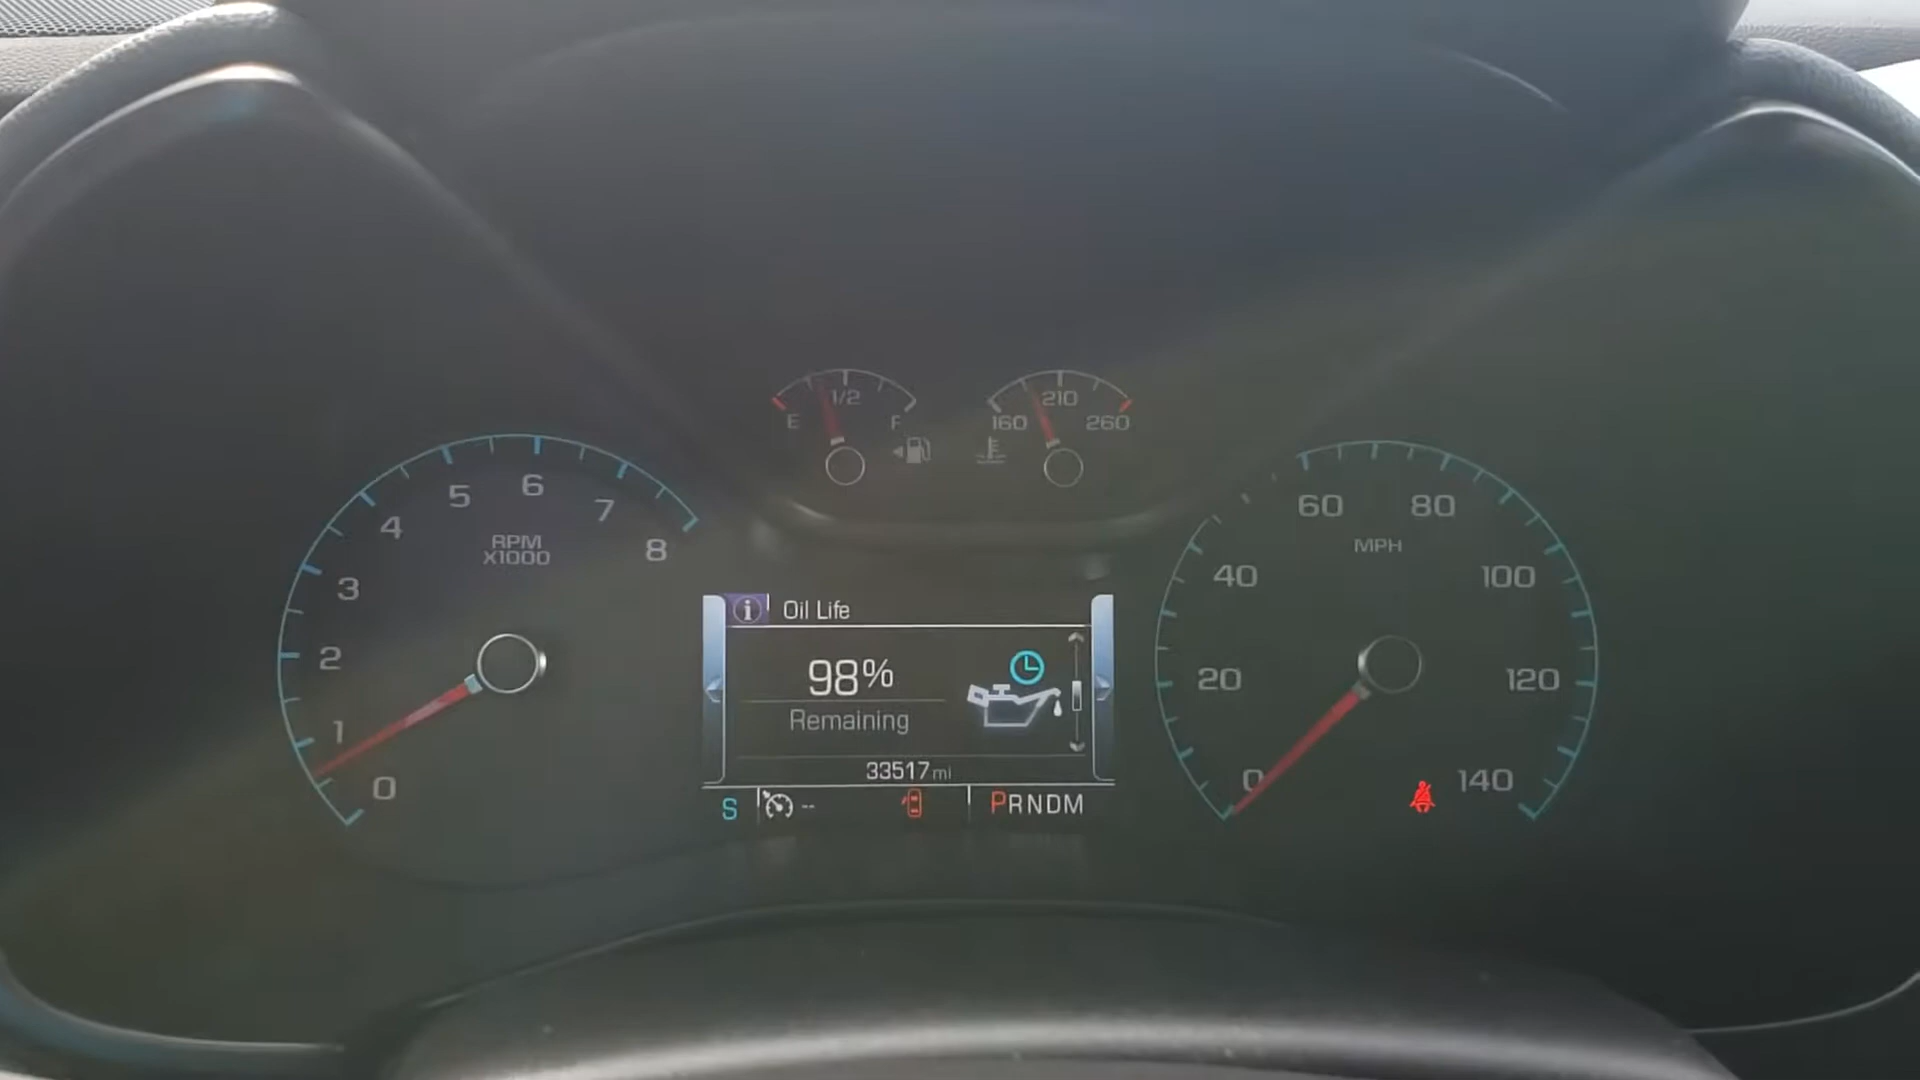 1/2
E F
210
160 260
0 1 2 3 4 5 6 7 8
RPM
X1000
i Oil Life
98%
Remaining
33517 mi
S -- PRNDM
0 20 40 60 80 100 120 140
MPH